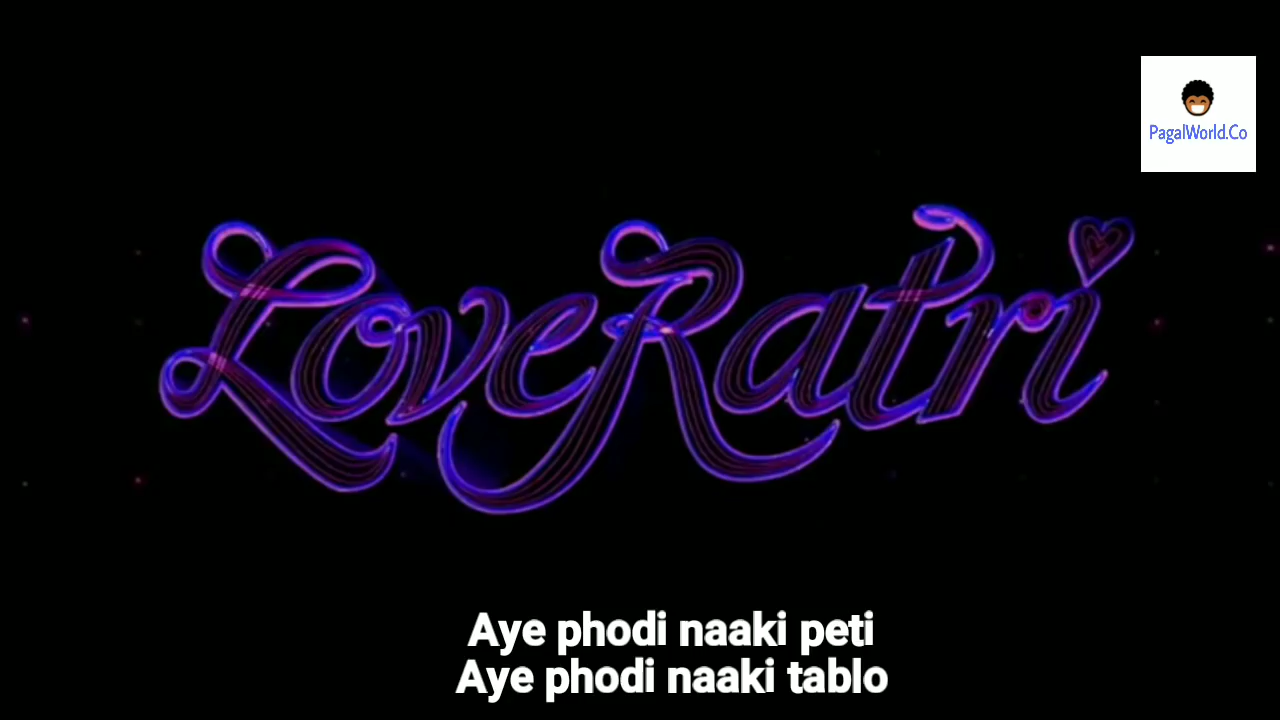 PagalWorld.Co
LoveRatri
Aye phodi naaki peti
Aye phodi naaki tablo